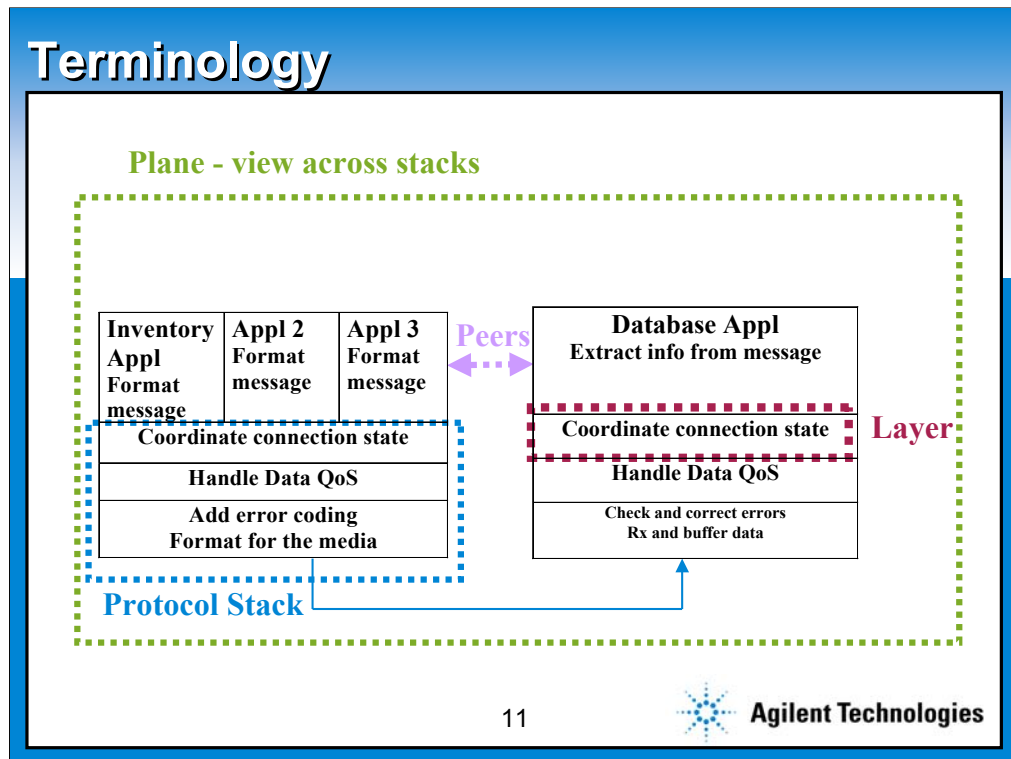 Terminology
Plane - view across stacks
Inventory
Appl
Format
message
Appl 2
Format
message
Appl 3
Format
message
Peers
Database Appl
Extract info from message
Coordinate connection state
Handle Data QoS
Add error coding
Format for the media
Coordinate connection state
Layer
Handle Data QoS
Check and correct errors
Rx and buffer data
Protocol Stack
11
Agilent Technologies